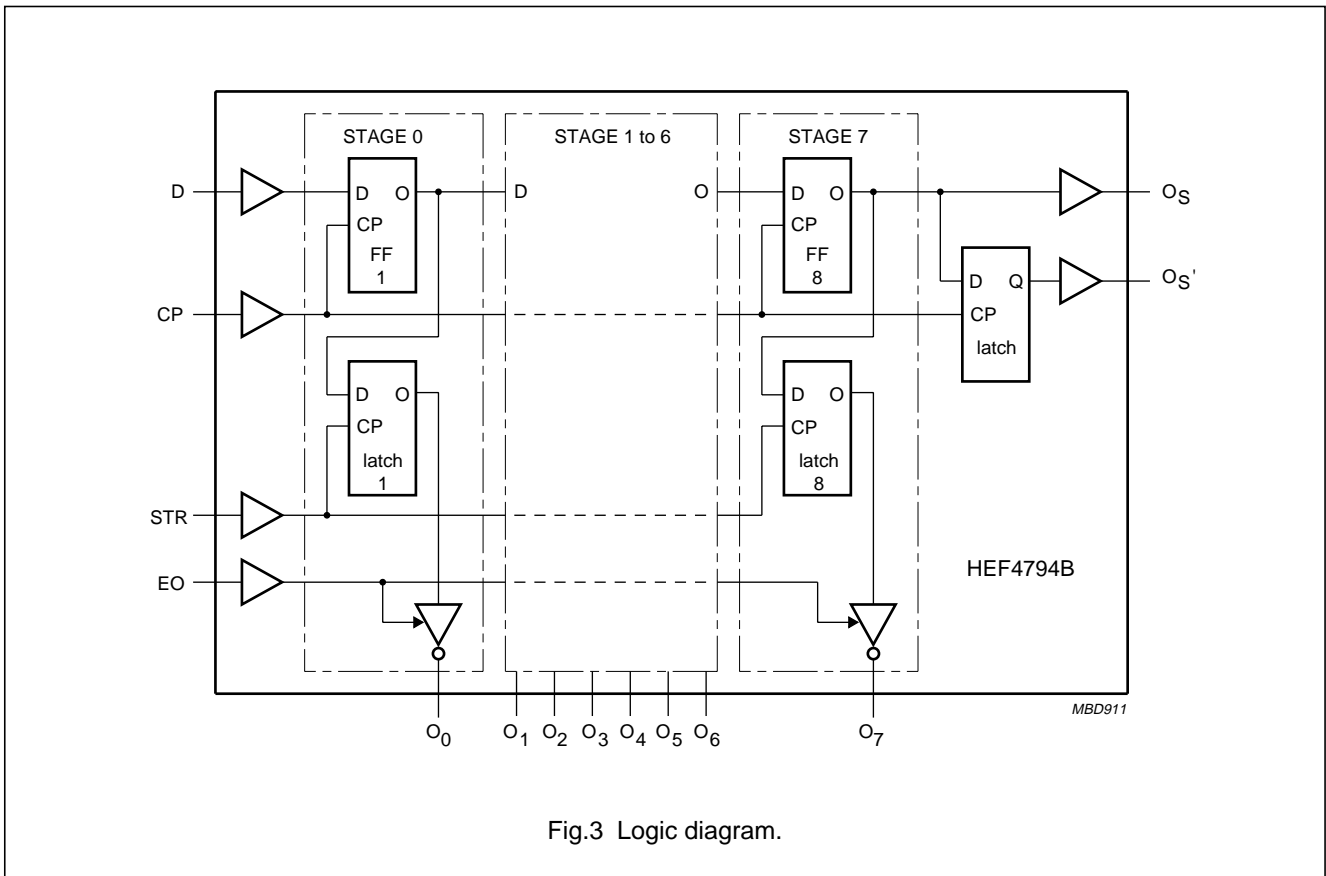 STAGE 0
STAGE 1 to 6
STAGE 7
D
D O
D
O
D O
OS
CP
FF
1
CP
FF
8
D Q
OS'
CP
CP
latch
D O
CP
latch
1
D O
CP
latch
8
STR
EO
HEF4794B
MBD911
O0
O1
O2
O3
O4
O5
O6
O7
Fig.3 Logic diagram.